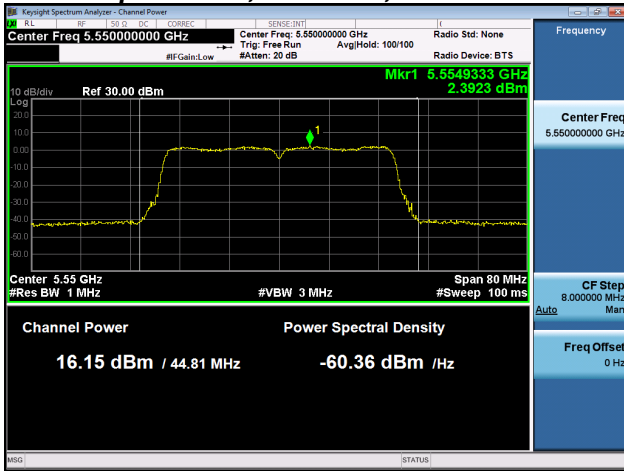 Keysight Spectrum Analyzer - Channel Power
RL RF 50 Ω DC CORREC SENSE:INT
Center Freq 5.550000000 GHz
Center Freq: 5.550000000 GHz
Radio Std: None
Trig: Free Run Avg|Hold: 100/100
#IFGain:Low
#Atten: 20 dB
Radio Device: BTS
Mkr1 5.5549333 GHz
2.3923 dBm
10 dB/div Ref 30.00 dBm
Log
20.0
10.0
1
0.00
-10.0
-20.0
-30.0
-40.0
-50.0
-60.0
Center 5.55 GHz
Span 80 MHz
#Res BW 1 MHz
#VBW 3 MHz
#Sweep 100 ms
Channel Power
Power Spectral Density
16.15 dBm / 44.81 MHz
-60.36 dBm /Hz
MSG
STATUS
Frequency
Center Freq
5.550000000 GHz
CF Step
8.000000 MHz
Auto Man
Freq Offset
0 Hz